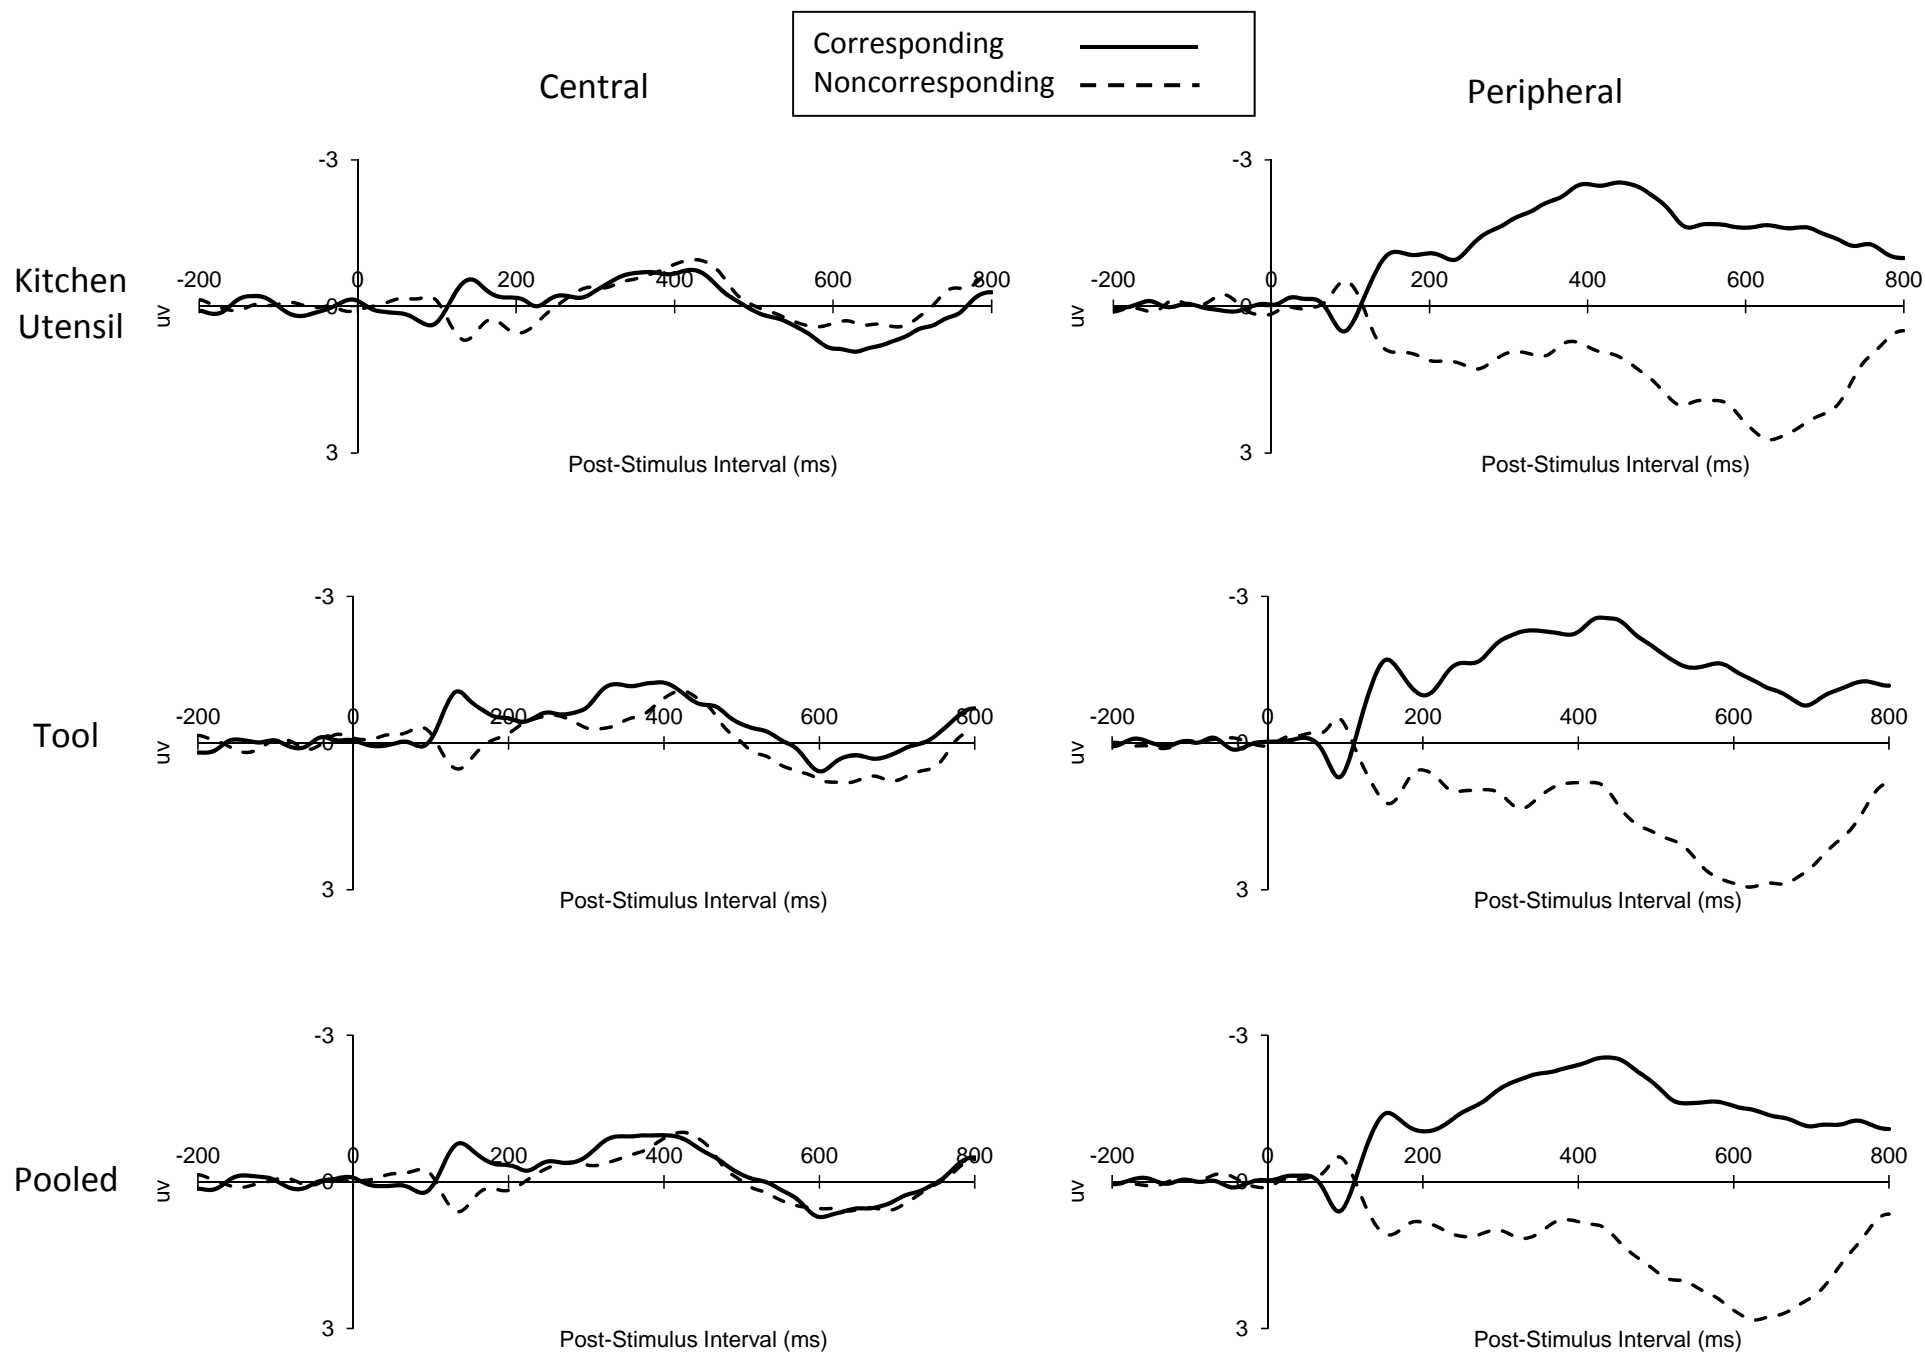 Corresponding
Noncorresponding
Central
Peripheral
Kitchen
Utensil
-3
-200 0 200 400 600 800
0
uv
3
Post-Stimulus Interval (ms)
-3
-200 0 200 400 600 800
0
uv
3
Post-Stimulus Interval (ms)
Tool
-3
-200 0 200 400 600 800
0
uv
3
Post-Stimulus Interval (ms)
-3
-200 0 200 400 600 800
0
uv
3
Post-Stimulus Interval (ms)
Pooled
-3
-200 0 200 400 600 800
0
uv
3
Post-Stimulus Interval (ms)
-3
-200 0 200 400 600 800
0
uv
3
Post-Stimulus Interval (ms)